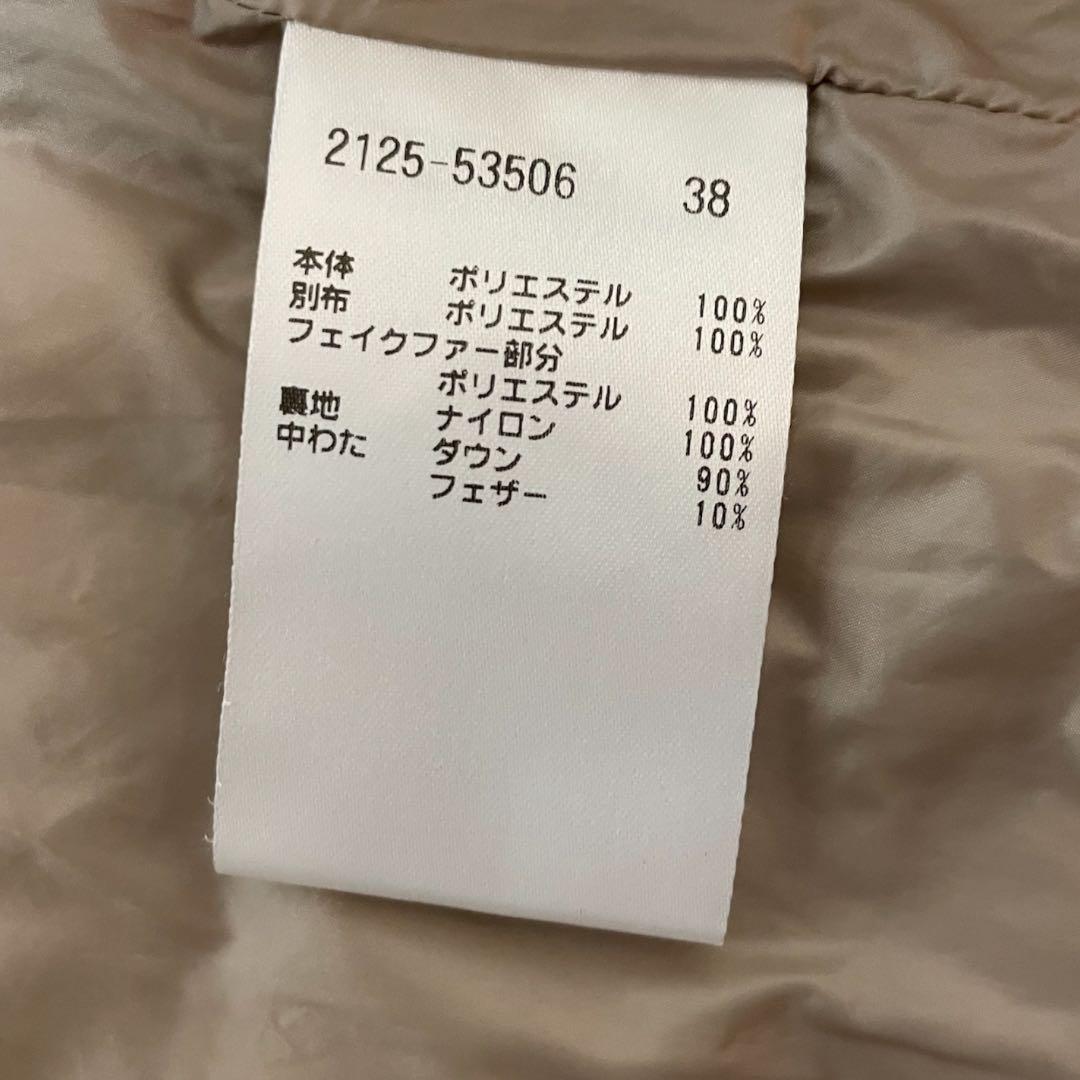 2125-53506 38
本体 ポリエステル 100%
別布 ポリエステル 100%
フェイクファー部分
ポリエステル 100%
裏地 ナイロン 100%
中わた ダウン 90%
フェザー 10%